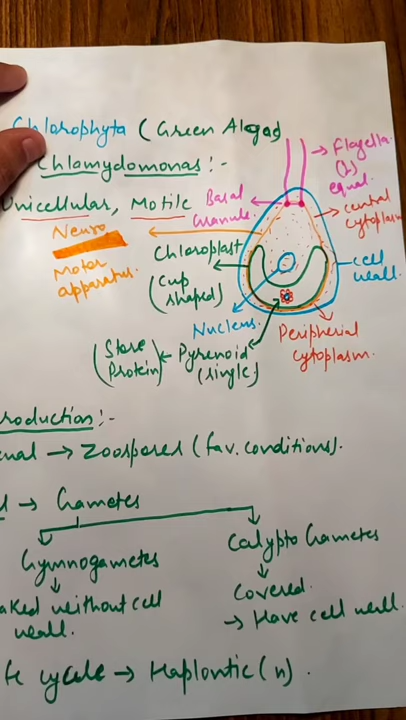 Chlorophyta (Green Algae)
Chlamydomonas :-
Unicellular, Motile
Flagella
(2)
equal.
Basal
Granule.
Neuro
Motor
apparatus.
central
cytoplasm
Chloroplast
(Cup
shaped)
cell
wall.
Nucleus.
Peripherial
cytoplasm.
(Store
Protein)
Pyrenoid
(single)
roduction :-
→ Zoospores (fav. conditions).
→ Gametes
Gymnogametes
Calypto Gametes
aked without cell
wall.
Covered.
→ Have cell wall.
cycle → Haplontic (n).